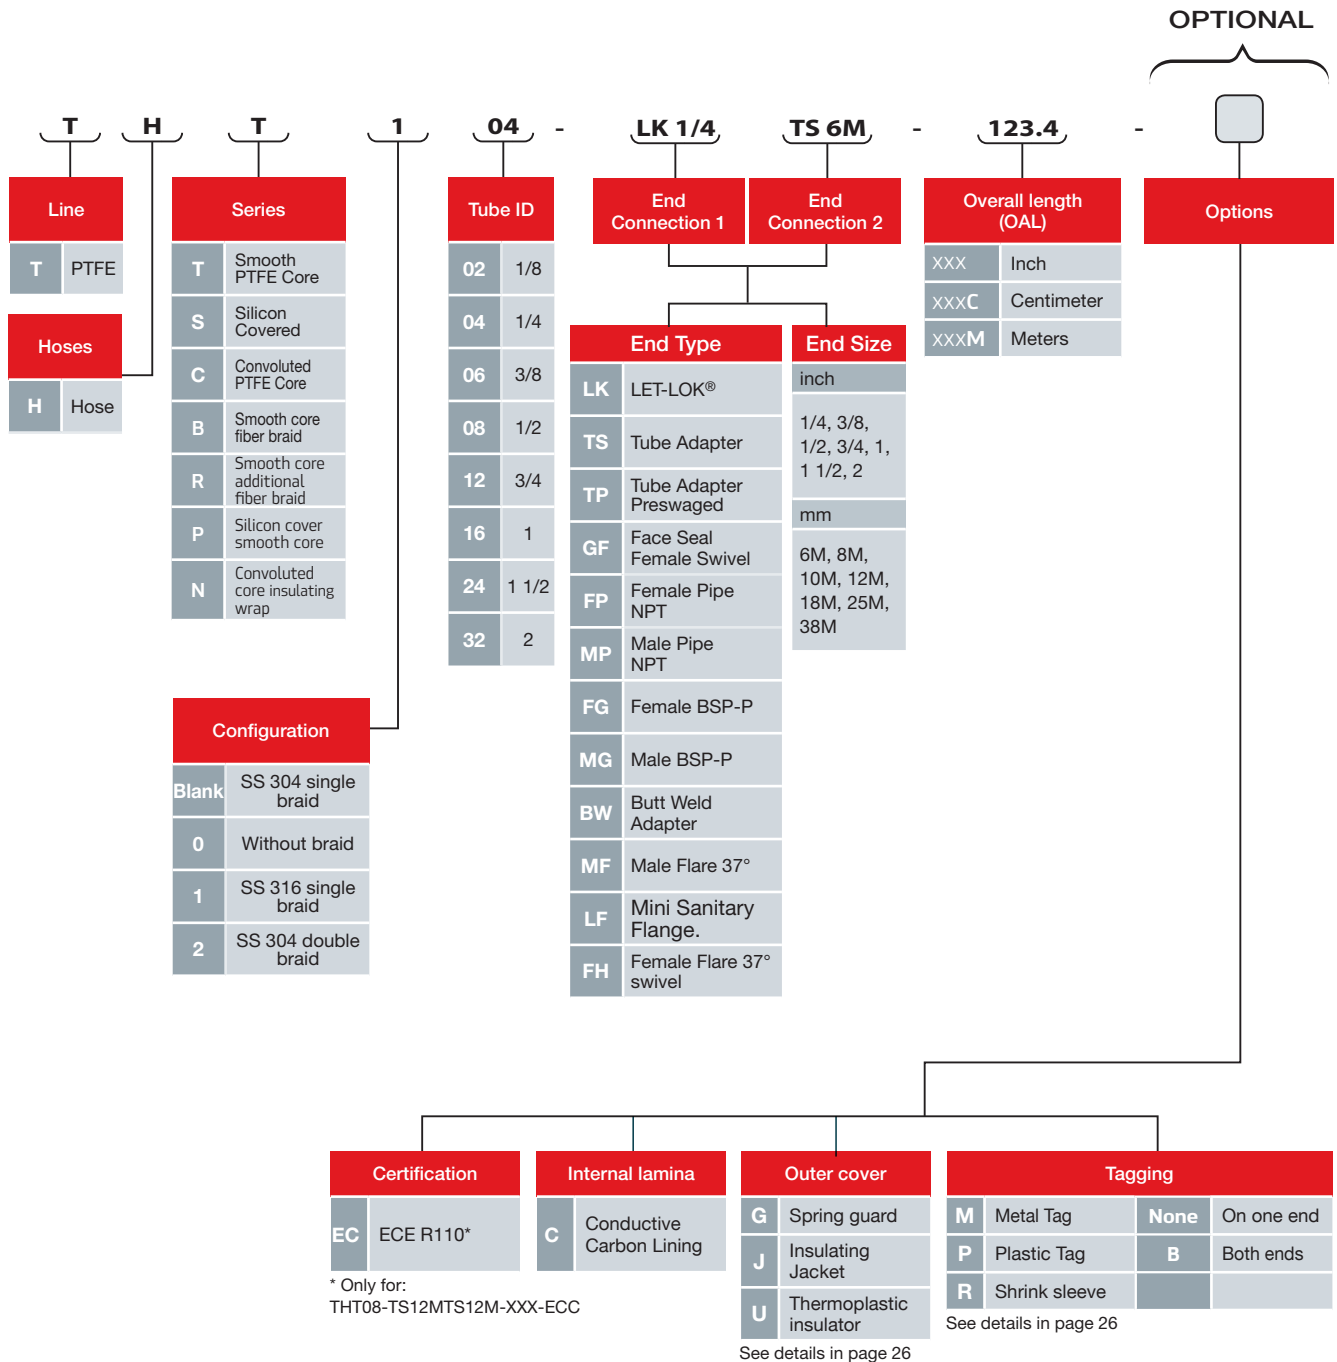 OPTIONAL
T H T 1 04 - LK 1/4 TS 6M - 123.4 -
Line
T PTFE
Hoses
H Hose
Series
T Smooth
PTFE Core
S Silicon
Covered
C Convoluted
PTFE Core
B Smooth core
fiber braid
R Smooth core
additional
fiber braid
P Silicon cover
smooth core
N Convoluted
core insulating
wrap
Configuration
Blank SS 304 single
braid
0 Without braid
1 SS 316 single
braid
2 SS 304 double
braid
Tube ID
02 1/8
04 1/4
06 3/8
08 1/2
12 3/4
16 1
24 1 1/2
32 2
End
Connection 1
End
Connection 2
End Type
LK LET-LOK®
TS Tube Adapter
TP Tube Adapter
Preswaged
GF Face Seal
Female Swivel
FP Female Pipe
NPT
MP Male Pipe
NPT
FG Female BSP-P
MG Male BSP-P
BW Butt Weld
Adapter
MF Male Flare 37°
LF Mini Sanitary
Flange.
FH Female Flare 37°
swivel
End Size
inch
1/4, 3/8,
1/2, 3/4, 1,
1 1/2, 2
mm
6M, 8M,
10M, 12M,
18M, 25M,
38M
Overall length
(OAL)
XXX Inch
XXXC Centimeter
XXXM Meters
Options
Certification
EC ECE R110*
* Only for:
THT08-TS12MTS12M-XXX-ECC
Internal lamina
C Conductive
Carbon Lining
Outer cover
G Spring guard
J Insulating
Jacket
U Thermoplastic
insulator
See details in page 26
Tagging
M Metal Tag None On one end
P Plastic Tag B Both ends
R Shrink sleeve
See details in page 26